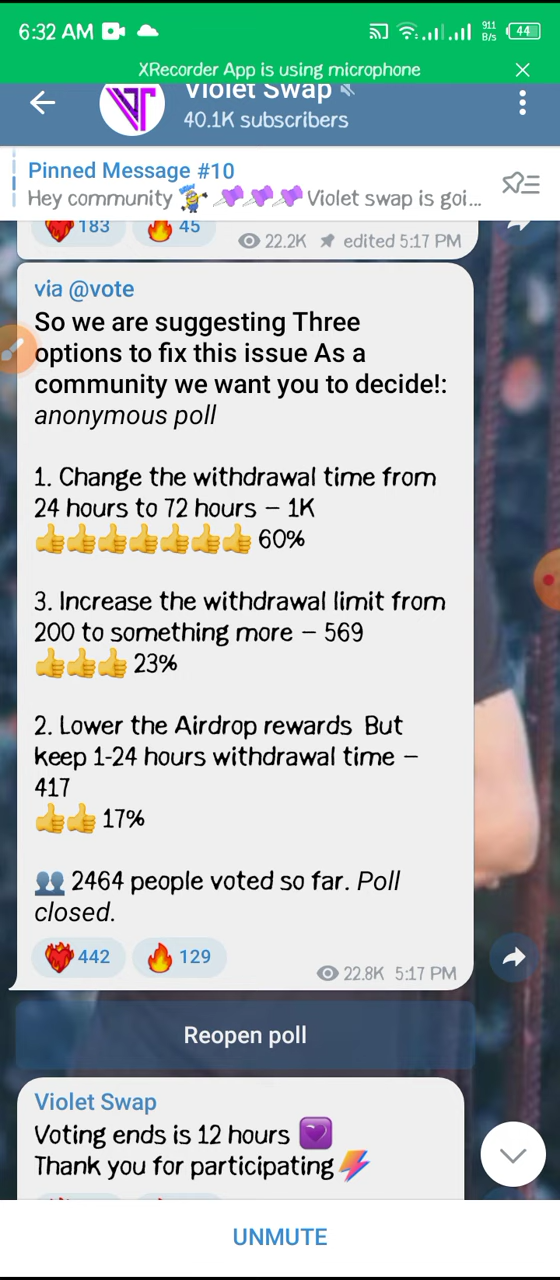 6:32 AM
911
B/s
44
XRecorder App is using microphone
Violet Swap
40.1K subscribers
Pinned Message #10
Hey community 📌📌📌 Violet swap is goi...
183 45 22.2K edited 5:17 PM
via @vote
So we are suggesting Three
options to fix this issue As a
community we want you to decide!:
anonymous poll
1. Change the withdrawal time from
24 hours to 72 hours – 1K
👍👍👍👍👍👍👍 60%
3. Increase the withdrawal limit from
200 to something more – 569
👍👍👍 23%
2. Lower the Airdrop rewards But
keep 1-24 hours withdrawal time –
417
👍👍 17%
👥 2464 people voted so far. Poll
closed.
442 129
22.8K 5:17 PM
Reopen poll
Violet Swap
Voting ends is 12 hours 💜
Thank you for participating ⚡
UNMUTE